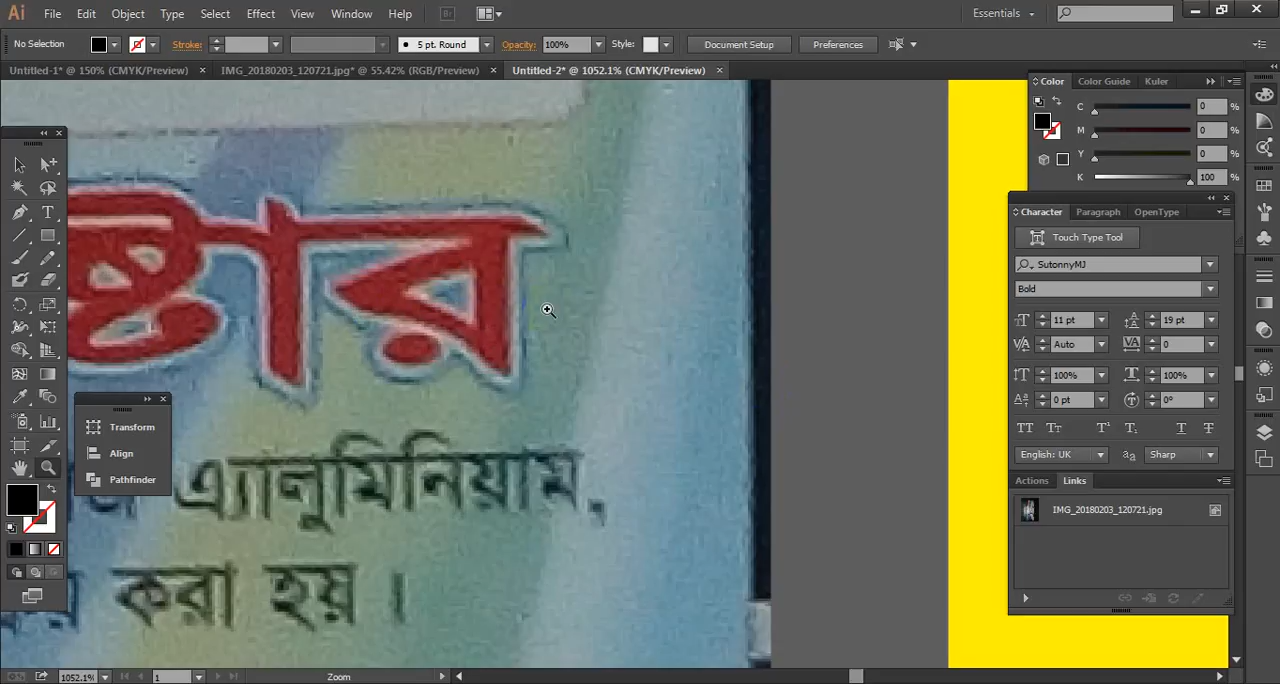 Ai File Edit Object Type Select Effect View Window Help Br Essentials
No Selection Stroke: 5 pt. Round Opacity: 100% Style: Document Setup Preferences
Untitled-1* @ 150% (CMYK/Preview) × IMG_20180203_120721.jpg* @ 55.42% (RGB/Preview) × Untitled-2* @ 1052.1% (CMYK/Preview) ×
Color Color Guide Kuler
C 0 %
M 0 %
Y 0 %
K 100 %
Character Paragraph OpenType
Touch Type Tool
SutonnyMJ
Bold
11 pt 19 pt
Auto 0
100% 100%
0 pt 0°
English: UK Sharp
Actions Links
IMG_20180203_120721.jpg
Transform
Align
Pathfinder
ষ্টার
এ্যালুমিনিয়াম,
করা হয়।
1052.1% 1 Zoom